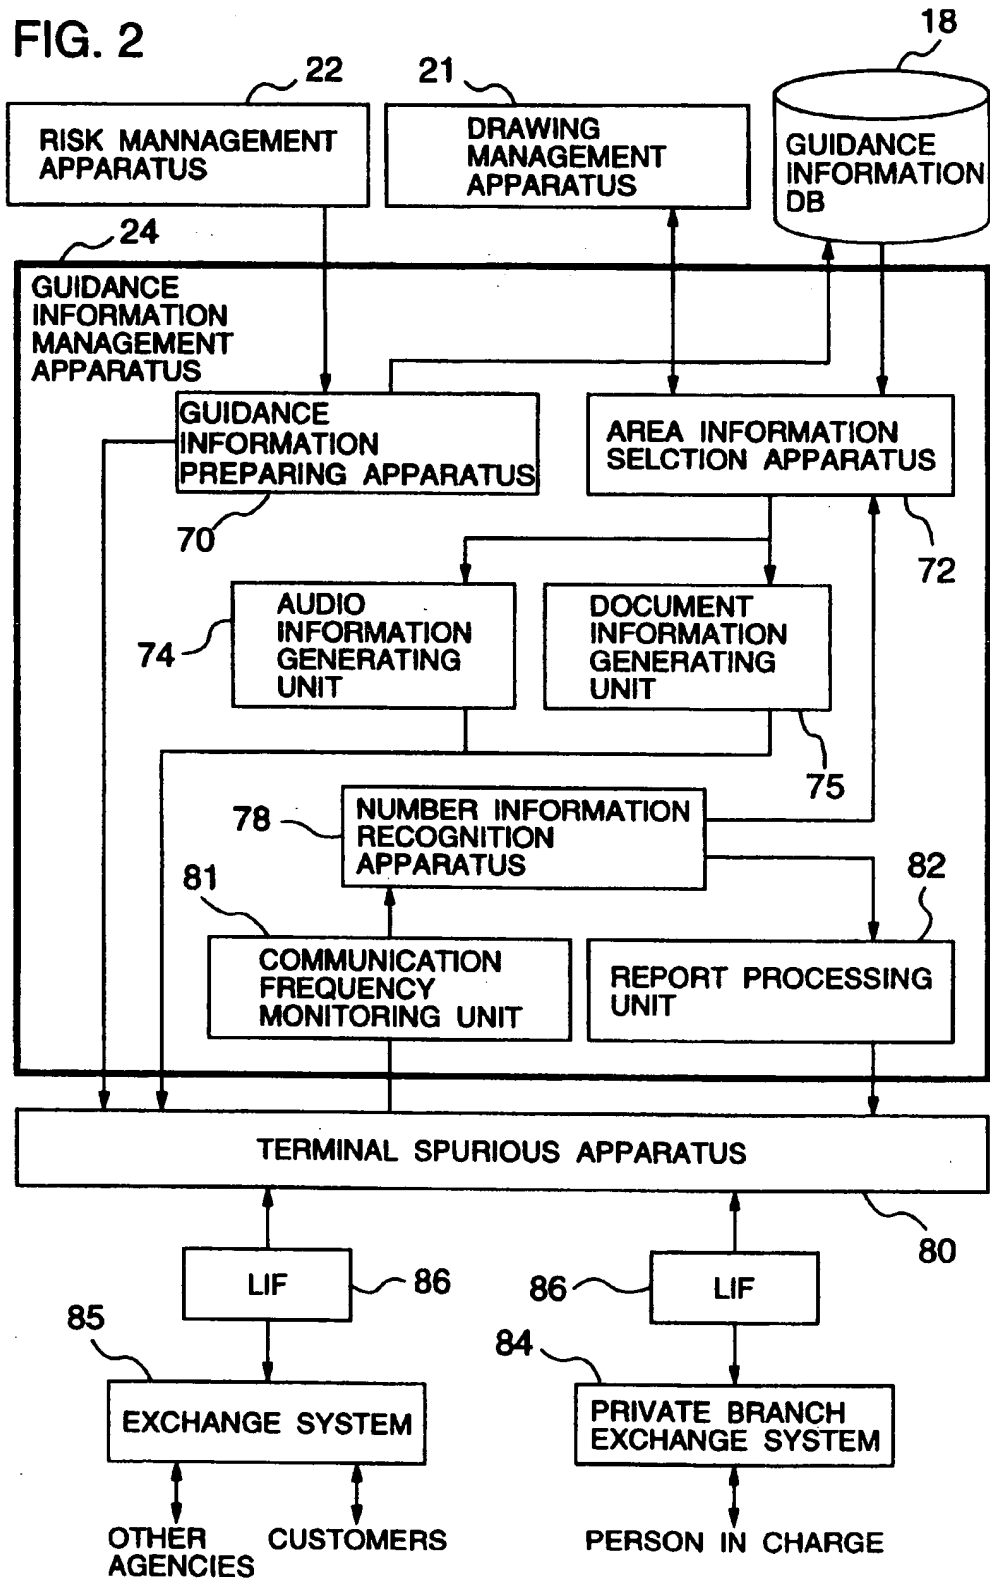 FIG. 2
22
21
18
RISK MANNAGEMENT
APPARATUS
DRAWING
MANAGEMENT
APPARATUS
GUIDANCE
INFORMATION
DB
24
GUIDANCE
INFORMATION
MANAGEMENT
APPARATUS
GUIDANCE
INFORMATION
PREPARING APPARATUS
AREA INFORMATION
SELCTION APPARATUS
70
72
AUDIO
INFORMATION
GENERATING
UNIT
74
DOCUMENT
INFORMATION
GENERATING
UNIT
75
78
NUMBER INFORMATION
RECOGNITION
APPARATUS
81
82
COMMUNICATION
FREQUENCY
MONITORING UNIT
REPORT PROCESSING
UNIT
TERMINAL SPURIOUS APPARATUS
80
LIF
86
86
LIF
85
84
EXCHANGE SYSTEM
PRIVATE BRANCH
EXCHANGE SYSTEM
OTHER
AGENCIES
CUSTOMERS
PERSON IN CHARGE